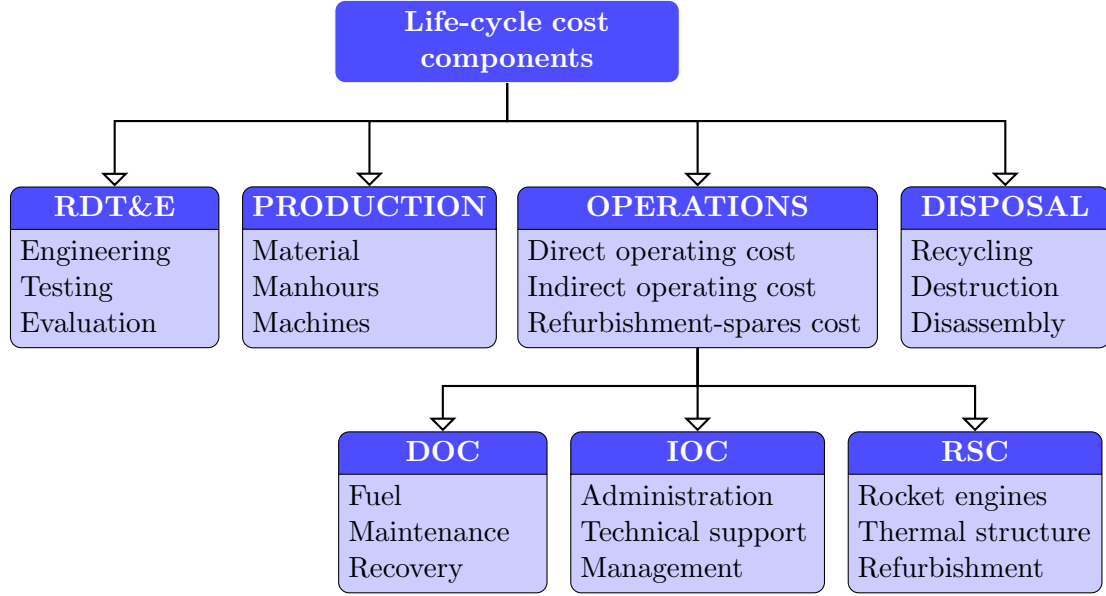 Life-cycle cost
components
RDT&E
Engineering
Testing
Evaluation
PRODUCTION
Material
Manhours
Machines
OPERATIONS
Direct operating cost
Indirect operating cost
Refurbishment-spares cost
DISPOSAL
Recycling
Destruction
Disassembly
DOC
Fuel
Maintenance
Recovery
IOC
Administration
Technical support
Management
RSC
Rocket engines
Thermal structure
Refurbishment